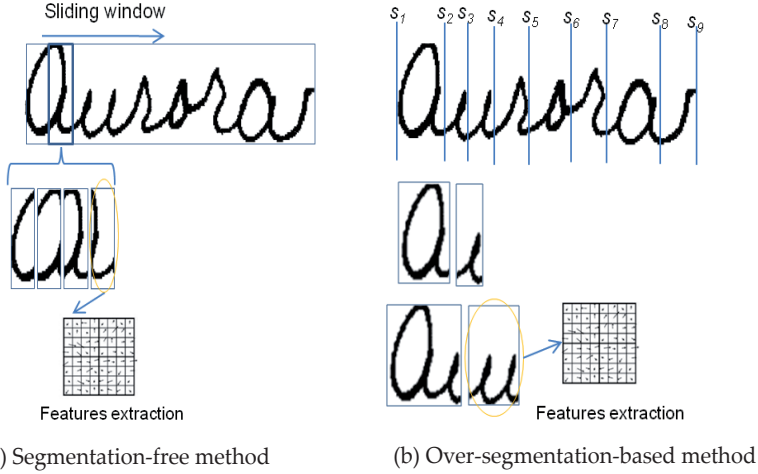 Sliding window
Aurora
Features extraction
) Segmentation-free method
s1 s2 s3 s4 s5 s6 s7 s8 s9
Aurora
A u
Au u
Features extraction
(b) Over-segmentation-based method